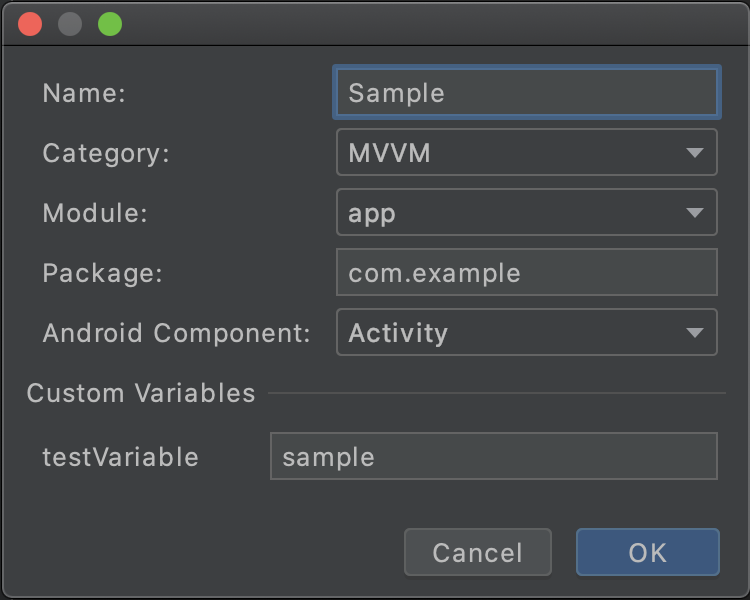 Name: Sample
Category: MVVM
Module: app
Package: com.example
Android Component: Activity
Custom Variables
testVariable sample
Cancel OK